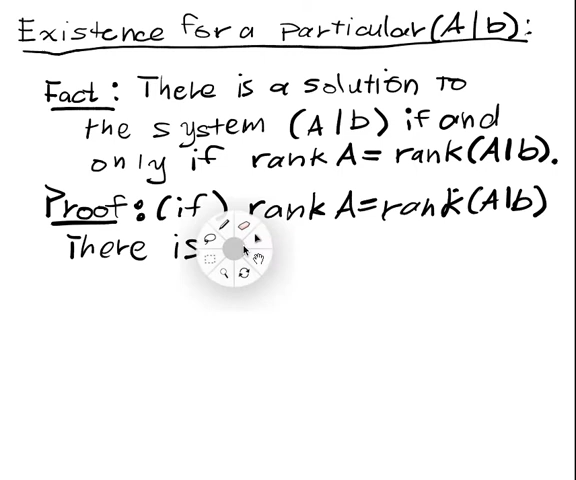 Existence for a particular (A|b):
Fact: There is a solution to
the system (A|b) if and
only if rank A = rank (A|b).
Proof: (if) rank A = rank (A|b)
There is